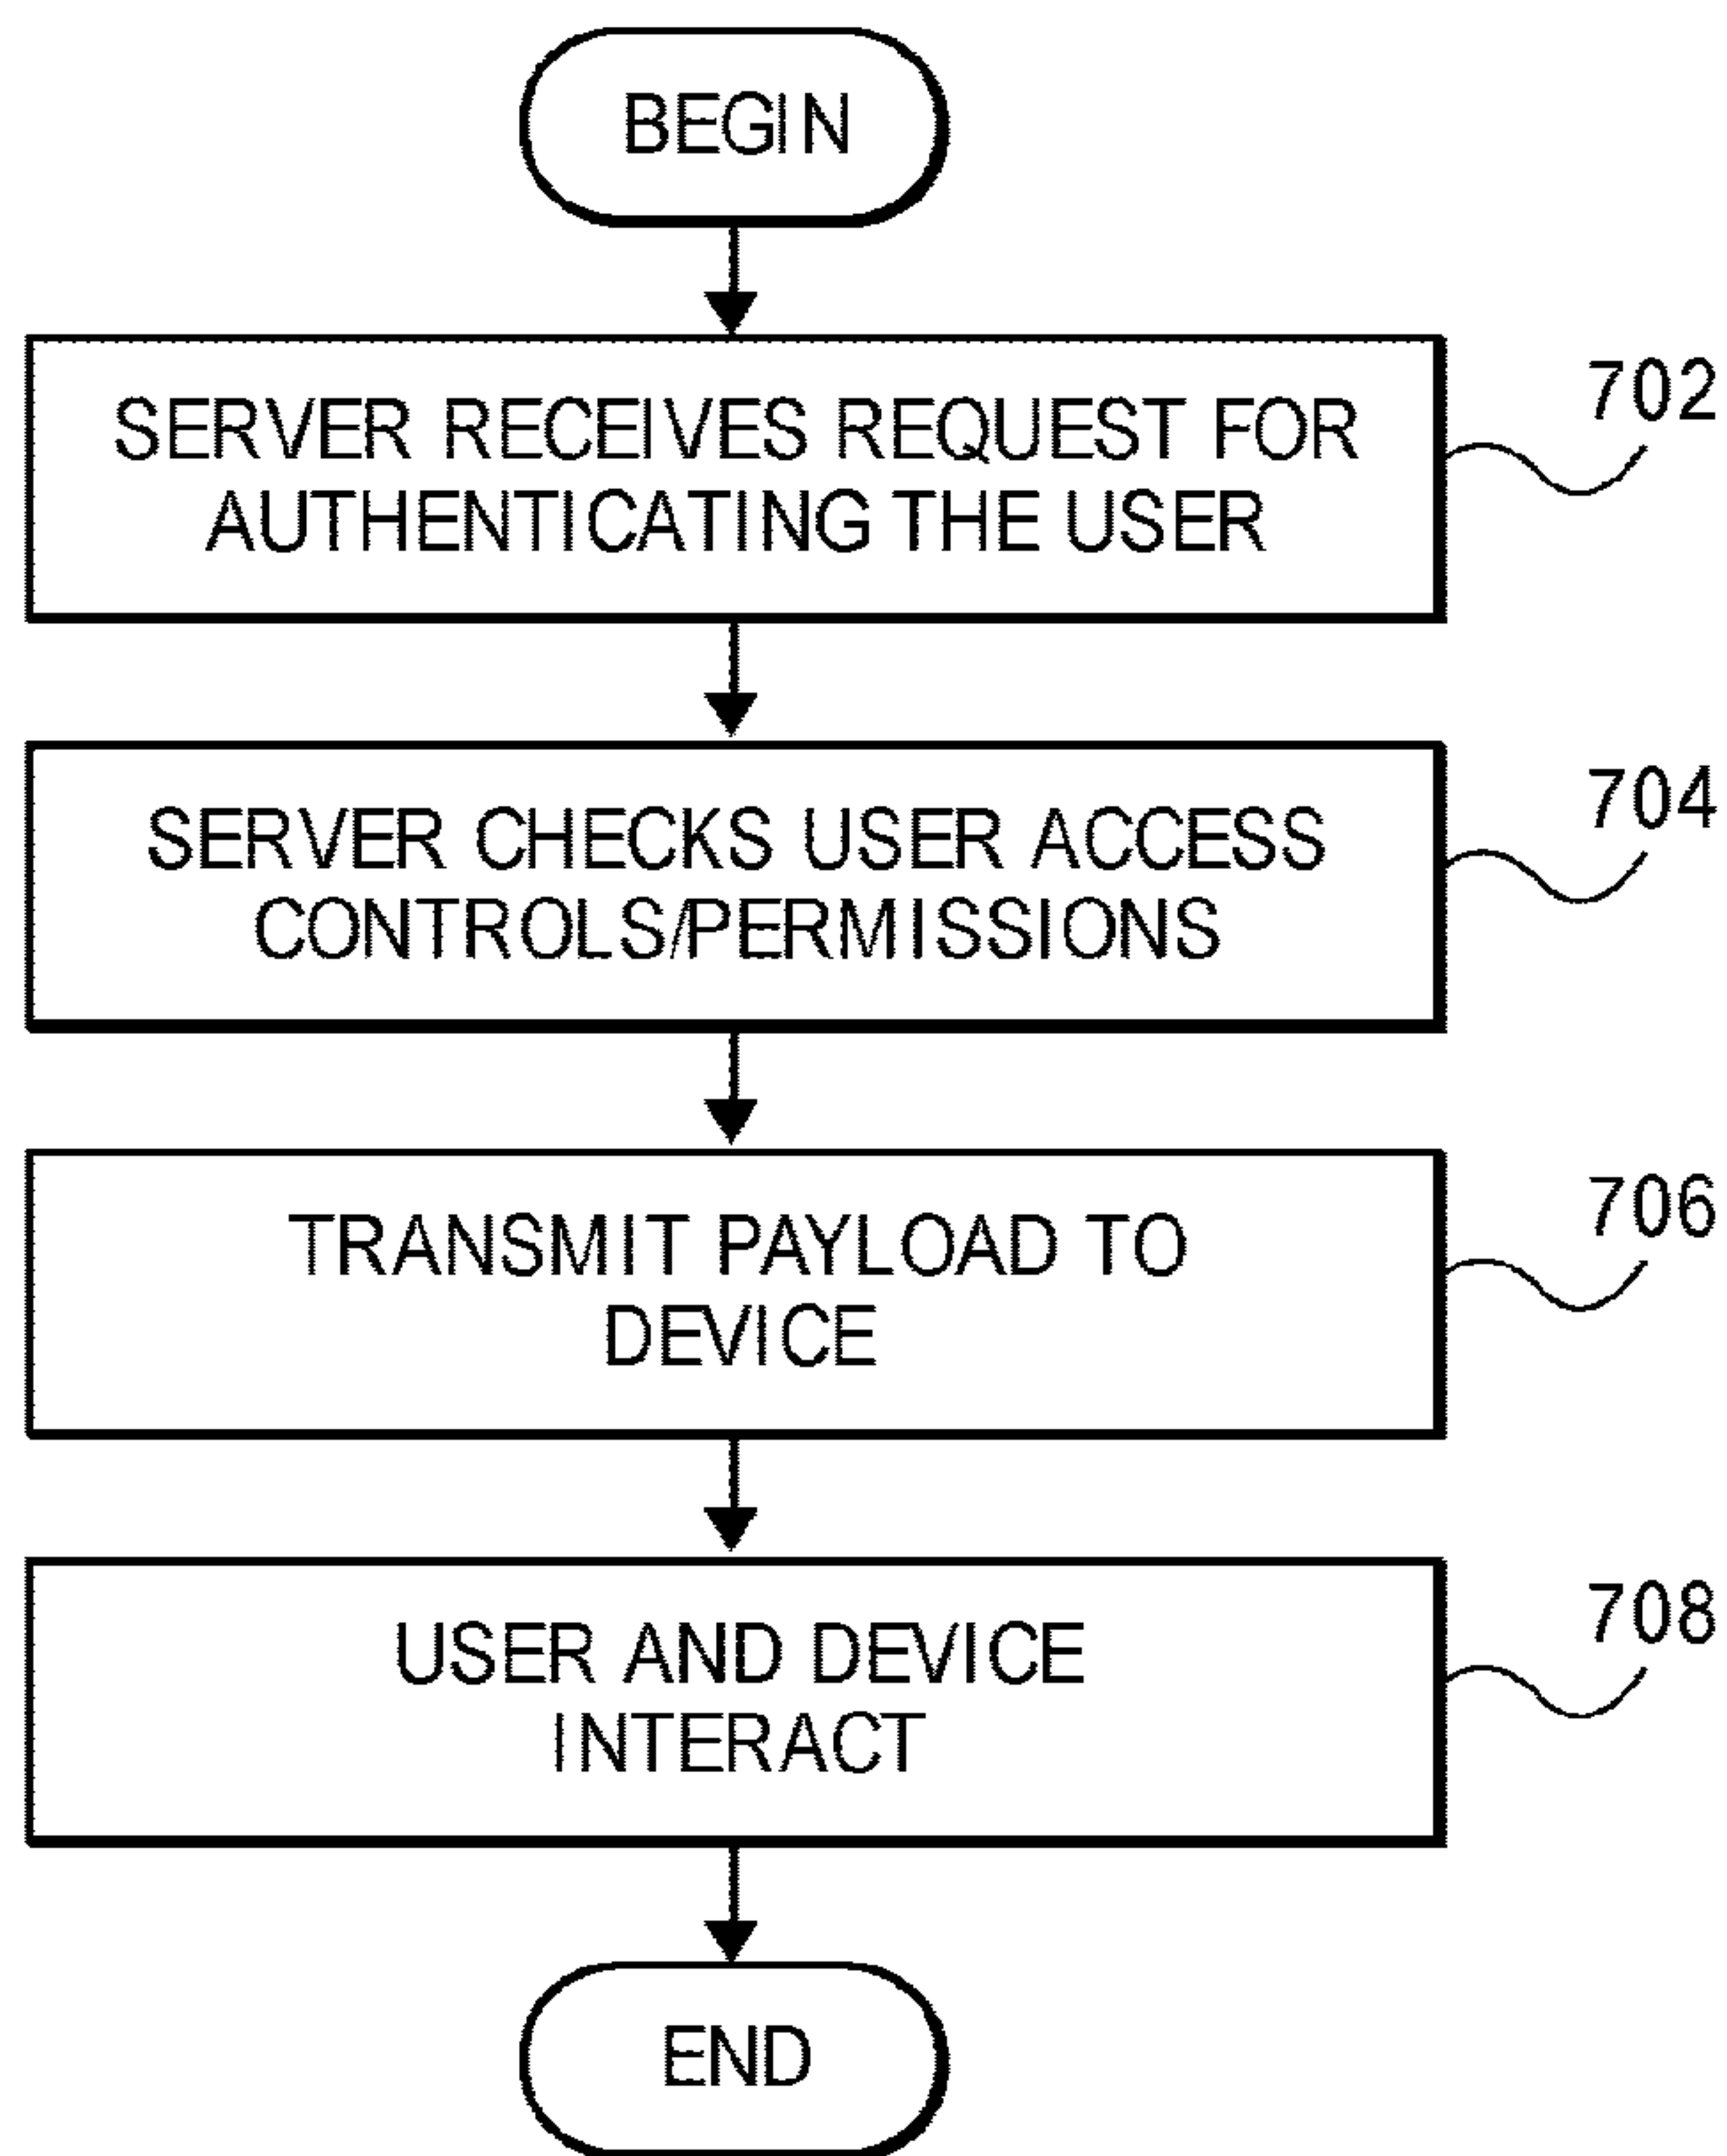 BEGIN
SERVER RECEIVES REQUEST FOR
AUTHENTICATING THE USER
702
SERVER CHECKS USER ACCESS
CONTROLS/PERMISSIONS
704
TRANSMIT PAYLOAD TO
DEVICE
706
USER AND DEVICE
INTERACT
708
END